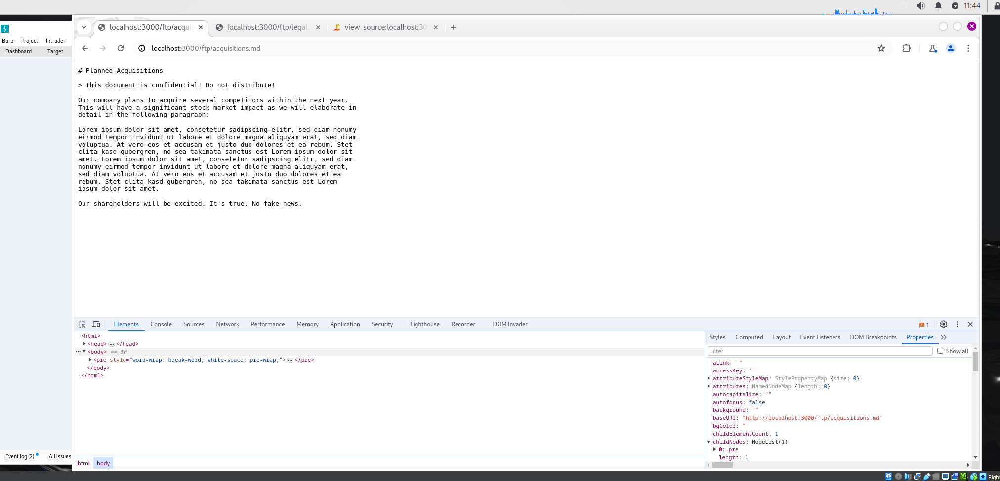 11:44
Burp Project Intruder
Dashboard Target
localhost:3000/ftp/acqui
localhost:3000/ftp/legal.
view-source:localhost:30
localhost:3000/ftp/acquisitions.md
# Planned Acquisitions
> This document is confidential! Do not distribute!
Our company plans to acquire several competitors within the next year.
This will have a significant stock market impact as we will elaborate in
detail in the following paragraph:
Lorem ipsum dolor sit amet, consetetur sadipscing elitr, sed diam nonumy
eirmod tempor invidunt ut labore et dolore magna aliquyam erat, sed diam
voluptua. At vero eos et accusam et justo duo dolores et ea rebum. Stet
clita kasd gubergren, no sea takimata sanctus est Lorem ipsum dolor sit
amet. Lorem ipsum dolor sit amet, consetetur sadipscing elitr, sed diam
nonumy eirmod tempor invidunt ut labore et dolore magna aliquyam erat,
sed diam voluptua. At vero eos et accusam et justo duo dolores et ea
rebum. Stet clita kasd gubergren, no sea takimata sanctus est Lorem
ipsum dolor sit amet.
Our shareholders will be excited. It's true. No fake news.
Elements Console Sources Network Performance Memory Application Security Lighthouse Recorder DOM Invader 1
<html>
<head> ••• </head>
••• <body> == $0
<pre style="word-wrap: break-word; white-space: pre-wrap;"> ••• </pre>
</body>
</html>
html body
Styles Computed Layout Event Listeners DOM Breakpoints Properties
Filter Show all
aLink: ""
accessKey: ""
attributeStyleMap: StylePropertyMap {size: 0}
attributes: NamedNodeMap {length: 0}
autocapitalize: ""
autofocus: false
background: ""
baseURI: "http://localhost:3000/ftp/acquisitions.md"
bgColor: ""
childElementCount: 1
childNodes: NodeList(1)
0: pre
length: 1
Event log (2) All issues
Right